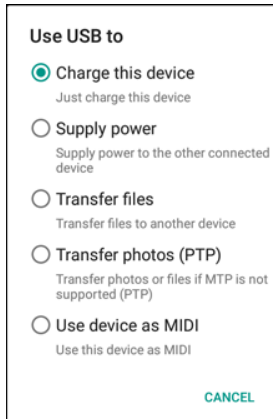 Use USB to
Charge this device
Just charge this device
Supply power
Supply power to the other connected
device
Transfer files
Transfer files to another device
Transfer photos (PTP)
Transfer photos or files if MTP is not
supported (PTP)
Use device as MIDI
Use this device as MIDI
CANCEL